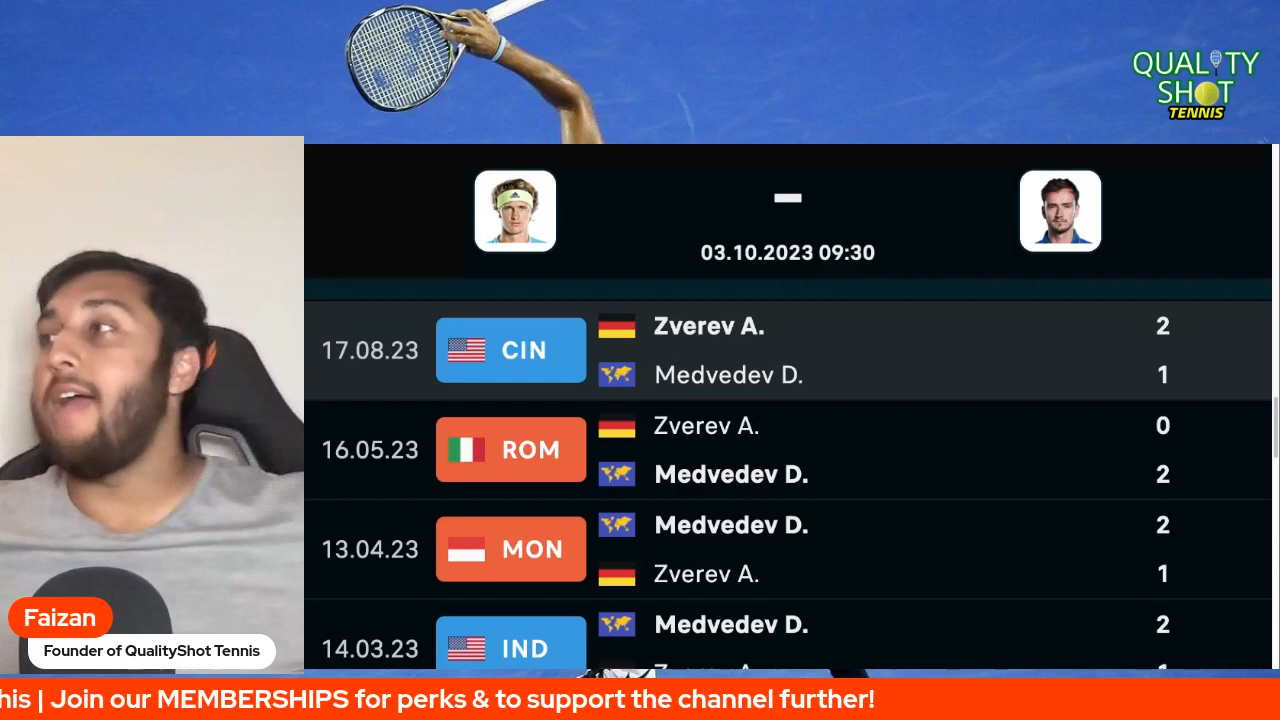 QUALITY
SHOT
TENNIS
03.10.2023 09:30
17.08.23 CIN Zverev A. 2
Medvedev D. 1
16.05.23 ROM Zverev A. 0
Medvedev D. 2
13.04.23 MON Medvedev D. 2
Zverev A. 1
14.03.23 IND Medvedev D. 2
Faizan
Founder of QualityShot Tennis
his | Join our MEMBERSHIPS for perks & to support the channel further!